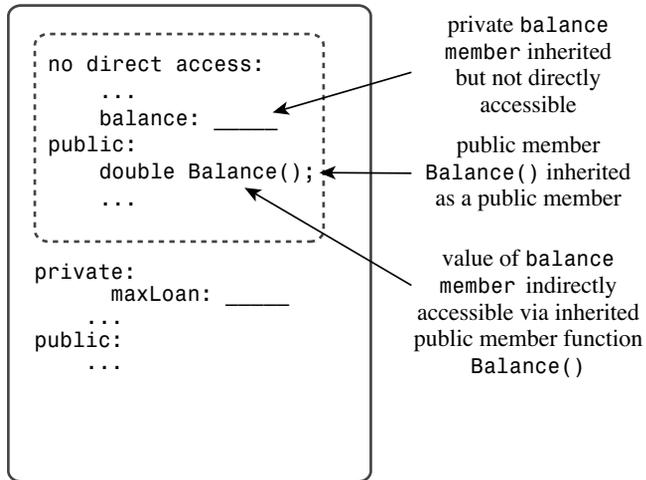 no direct access:
...
balance: _____
public:
double Balance();
...
private:
maxLoan: _____
...
public:
...
private balance
member inherited
but not directly
accessible
public member
Balance() inherited
as a public member
value of balance
member indirectly
accessible via inherited
public member function
Balance()